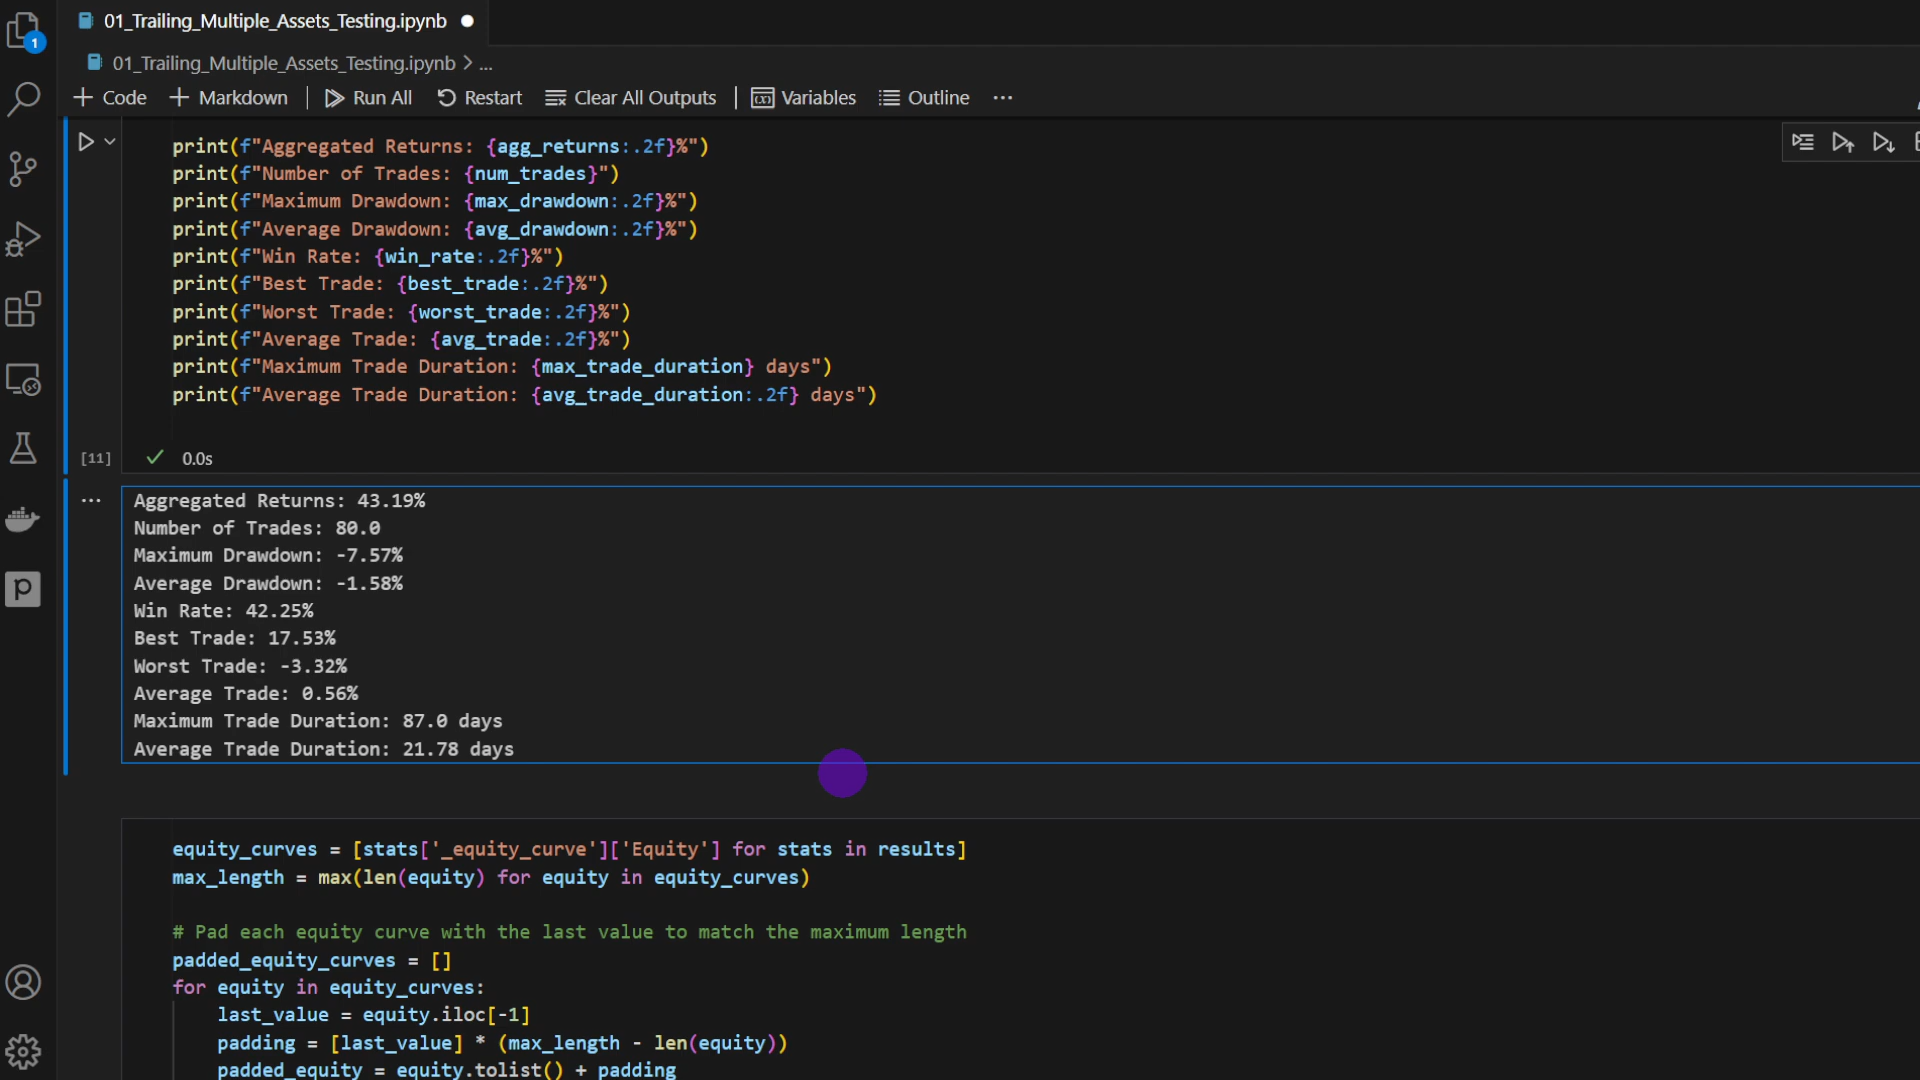 01_Trailing_Multiple_Assets_Testing.ipynb
1
01_Trailing_Multiple_Assets_Testing.ipynb > ...
+ Code + Markdown | Run All Restart Clear All Outputs | Variables Outline ...
print(f"Aggregated Returns: {agg_returns:.2f}%")
print(f"Number of Trades: {num_trades}")
print(f"Maximum Drawdown: {max_drawdown:.2f}%")
print(f"Average Drawdown: {avg_drawdown:.2f}%")
print(f"Win Rate: {win_rate:.2f}%")
print(f"Best Trade: {best_trade:.2f}%")
print(f"Worst Trade: {worst_trade:.2f}%")
print(f"Average Trade: {avg_trade:.2f}%")
print(f"Maximum Trade Duration: {max_trade_duration} days")
print(f"Average Trade Duration: {avg_trade_duration:.2f} days")
[11] ✓ 0.0s
... Aggregated Returns: 43.19%
Number of Trades: 80.0
Maximum Drawdown: -7.57%
Average Drawdown: -1.58%
Win Rate: 42.25%
Best Trade: 17.53%
Worst Trade: -3.32%
Average Trade: 0.56%
Maximum Trade Duration: 87.0 days
Average Trade Duration: 21.78 days
equity_curves = [stats['_equity_curve']['Equity'] for stats in results]
max_length = max(len(equity) for equity in equity_curves)
# Pad each equity curve with the last value to match the maximum length
padded_equity_curves = []
for equity in equity_curves:
last_value = equity.iloc[-1]
padding = [last_value] * (max_length - len(equity))
padded_equity = equity.tolist() + padding